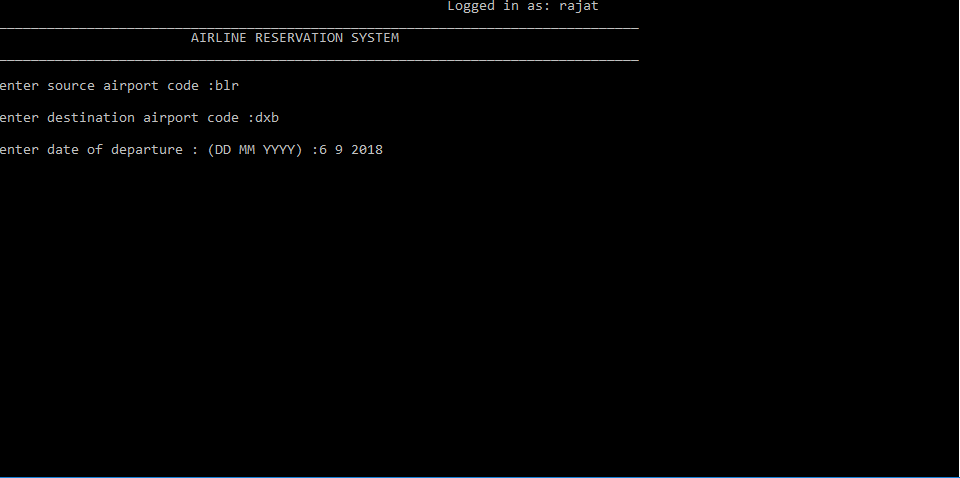 Logged in as: rajat
AIRLINE RESERVATION SYSTEM
enter source airport code :blr
enter destination airport code :dxb
enter date of departure : (DD MM YYYY) :6 9 2018